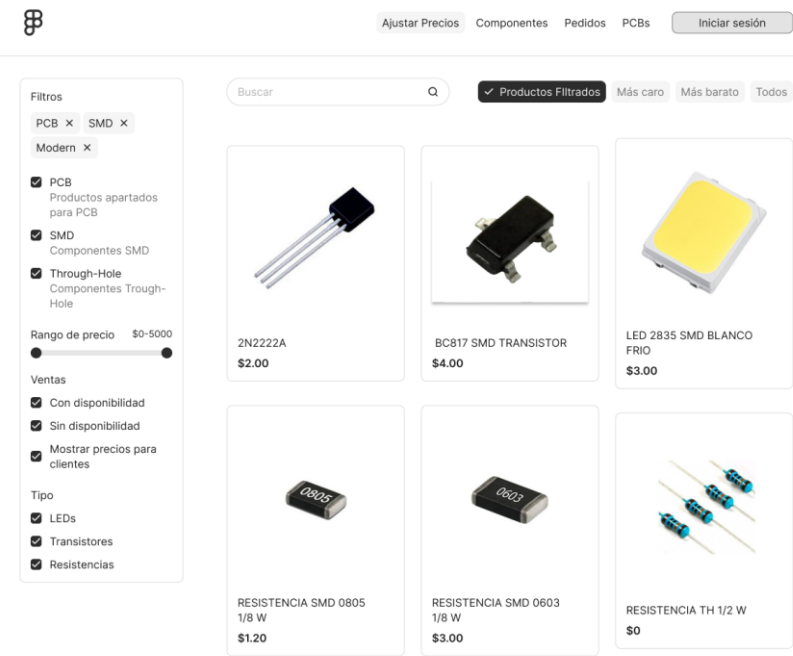 Ajustar Precios Componentes Pedidos PCBs Iniciar sesión
Filtros
PCB SMD
Modern
PCB
Productos apartados
para PCB
SMD
Componentes SMD
Through-Hole
Componentes Trough-
Hole
Rango de precio $0-5000
Ventas
Con disponibilidad
Sin disponibilidad
Mostrar precios para
clientes
Tipo
LEDs
Transistores
Resistencias
Buscar
Productos FIltrados Más caro Más barato Todos
2N2222A
$2.00
BC817 SMD TRANSISTOR
$4.00
LED 2835 SMD BLANCO
FRIO
$3.00
0805
RESISTENCIA SMD 0805
1/8 W
$1.20
0603
RESISTENCIA SMD 0603
1/8 W
$3.00
RESISTENCIA TH 1/2 W
$0